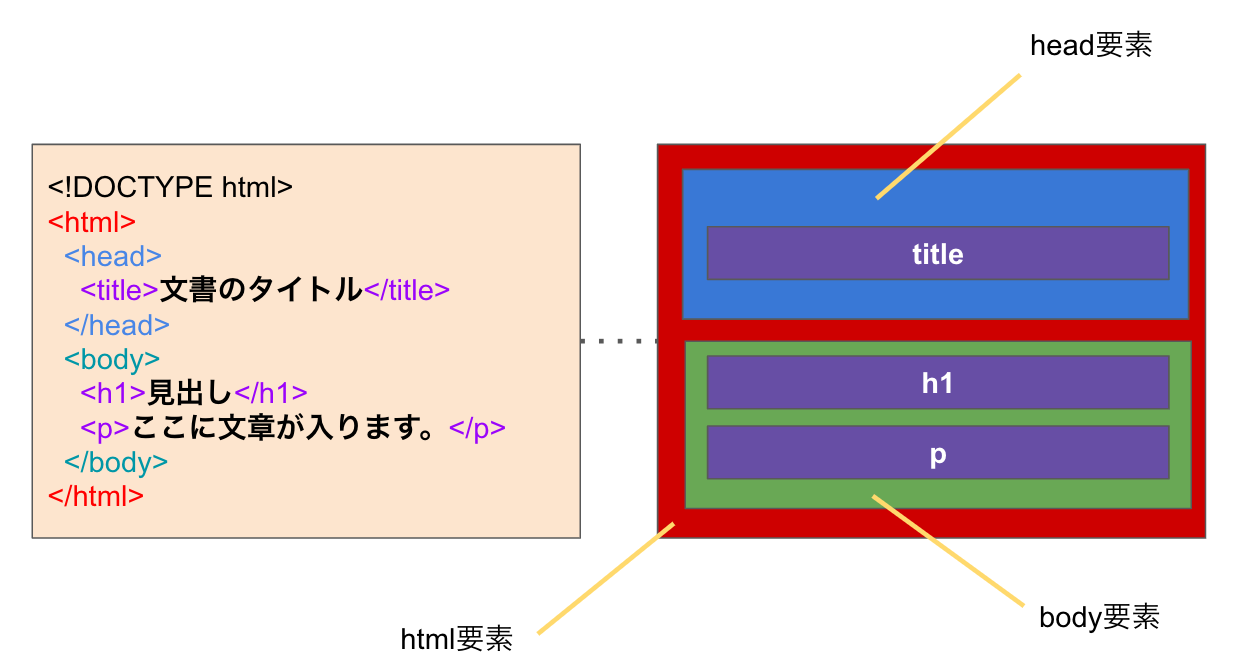 head要素
<!DOCTYPE html>
<html>
<head>
<title>文書のタイトル</title>
</head>
<body>
<h1>見出し</h1>
<p>ここに文章が入ります。</p>
</body>
</html>
title
h1
p
html要素
body要素